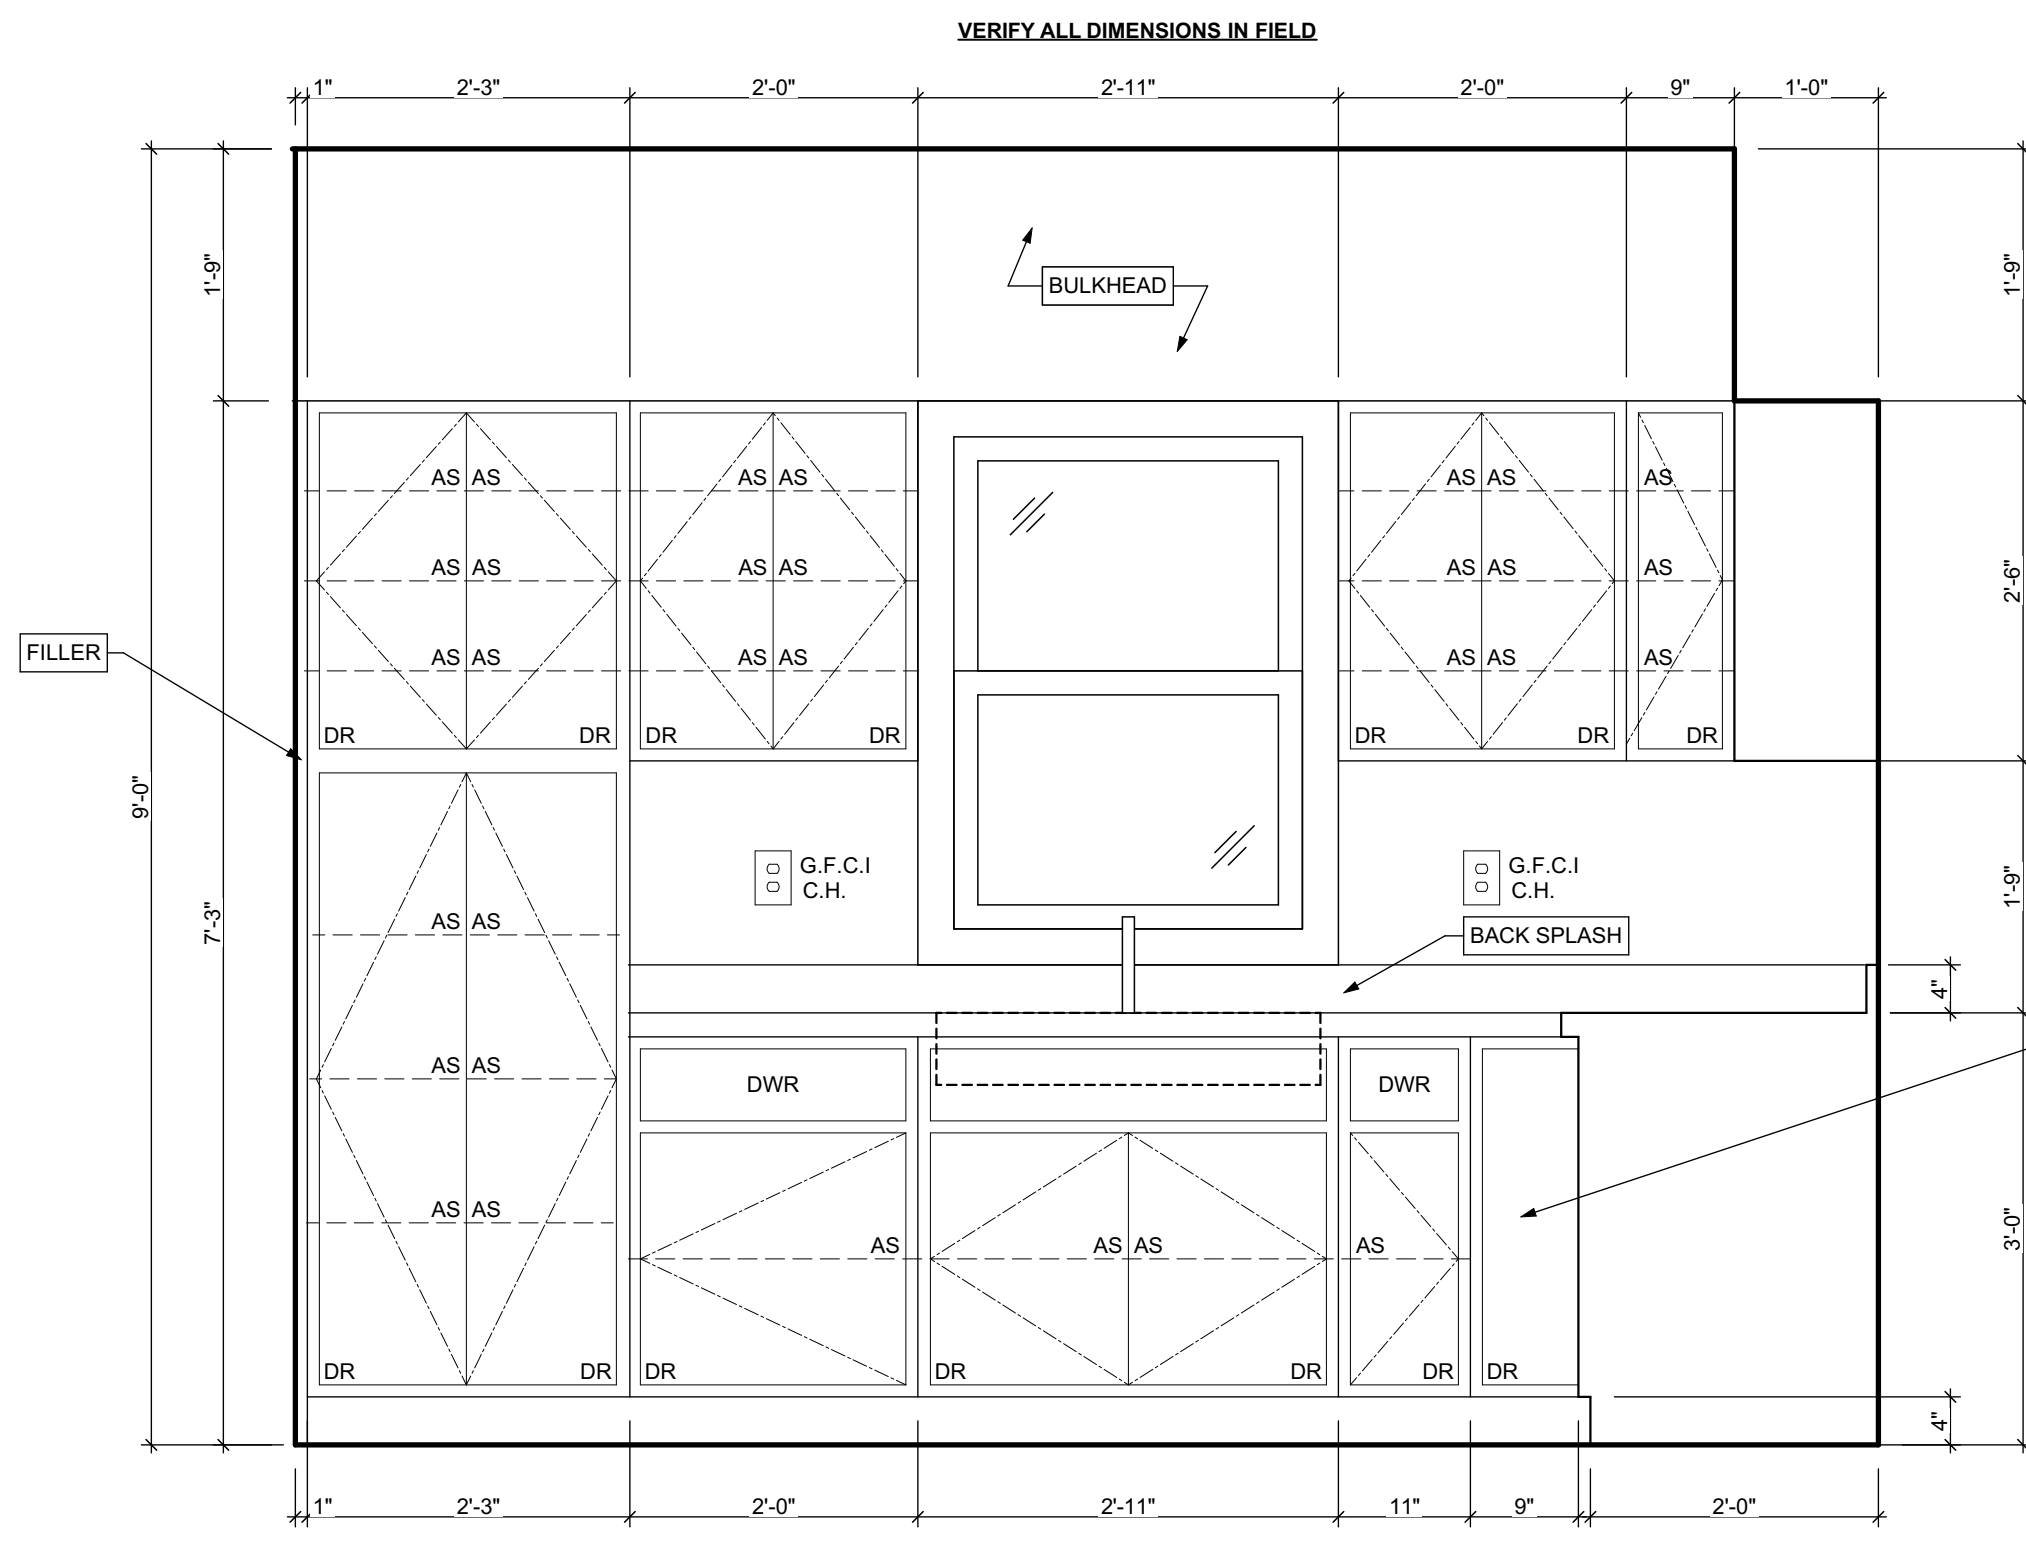 VERIFY ALL DIMENSIONS IN FIELD
1" 2'-3" 2'-0" 2'-11" 2'-0" 9" 1'-0"
1'-9" BULKHEAD 1'-9"
AS AS AS AS AS AS AS
AS AS AS AS AS AS AS
2'-6"
FILLER
AS AS AS AS AS AS AS
DR DR DR DR DR DR DR
9'-0"
G.F.C.I G.F.C.I
C.H. C.H.
1'-9"
7'-3"
AS AS
BACK SPLASH
4"
AS AS DWR DWR
AS AS
3'-0"
AS AS AS AS
DR DR DR DR DR DR DR
4"
1" 2'-3" 2'-0" 2'-11" 11" 9" 2'-0"